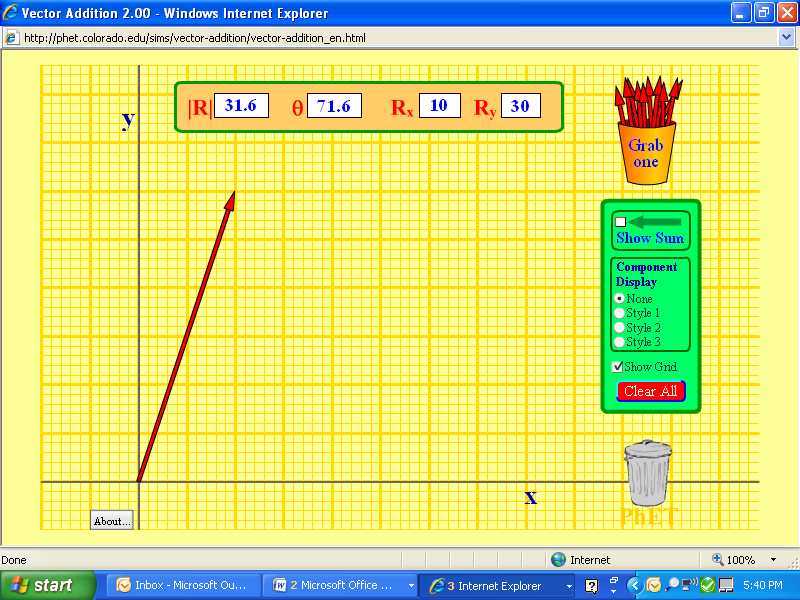 Vector Addition 2.00 - Windows Internet Explorer
http://phet.colorado.edu/sims/vector-addition/vector-addition_en.html
|R| 31.6 θ 71.6 Rx 10 Ry 30
y
Grab
one
Show Sum
Component
Display
None
Style 1
Style 2
Style 3
Show Grid
Clear All
x
PhET
About...
Done Internet 100%
start Inbox - Microsoft Ou... 2 Microsoft Office ... 3 Internet Explorer 5:40 PM